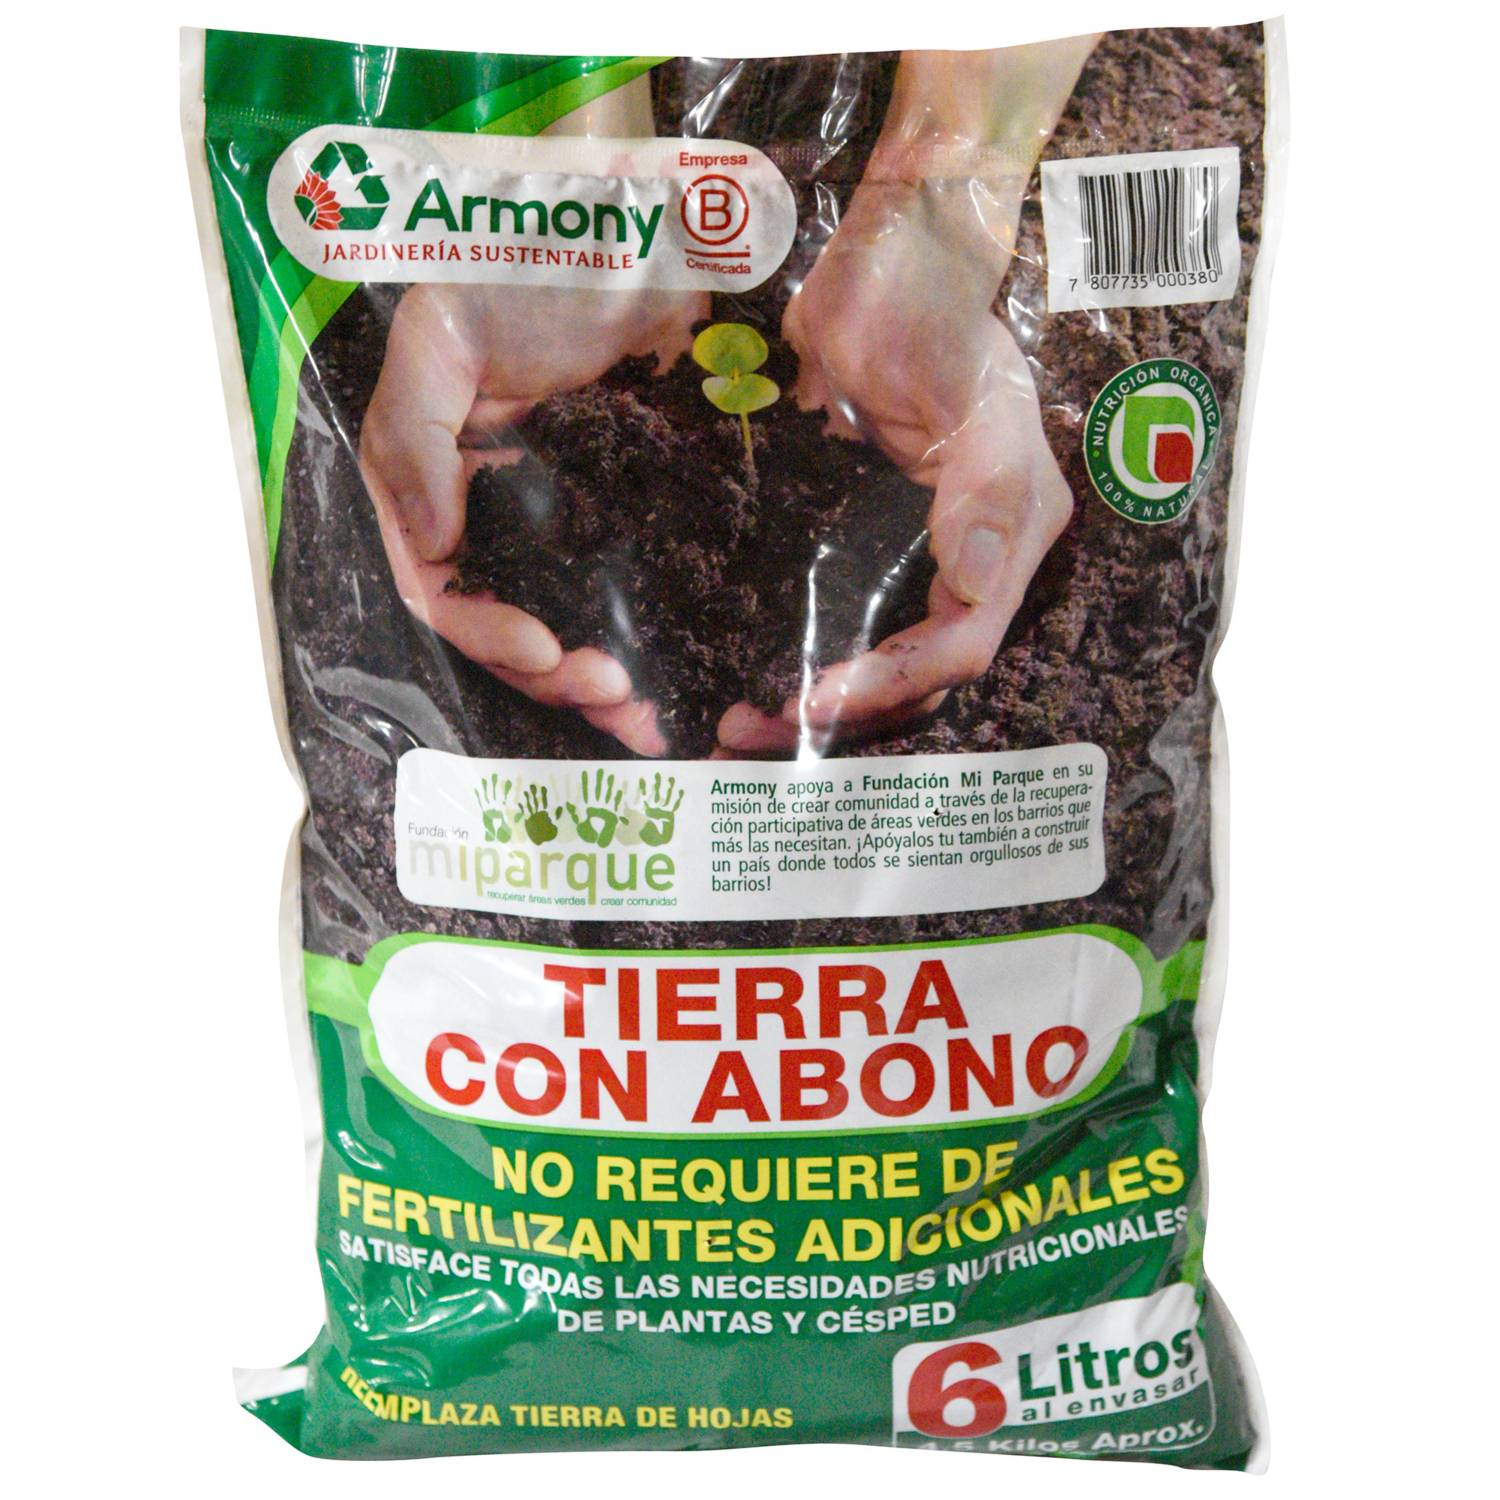 Armony
JARDINERÍA SUSTENTABLE
Empresa
B
Certificada
7 807735 000380
NUTRICIÓN ORGÁNICA
100% NATURAL
Fundación
miparque
recuperar áreas verdes crear comunidad
Armony apoya a Fundación Mi Parque en su
misión de crear comunidad a través de la recupera-
ción participativa de áreas verdes en los barrios que
más las necesitan. ¡Apóyalos tu también a construir
un país donde todos se sientan orgullosos de sus
barrios!
TIERRA
CON ABONO
NO REQUIERE DE
FERTILIZANTES ADICIONALES
SATISFACE TODAS LAS NECESIDADES NUTRICIONALES
DE PLANTAS Y CÉSPED
REEMPLAZA TIERRA DE HOJAS
6 Litros
al envasar
4,5 Kilos Aprox.